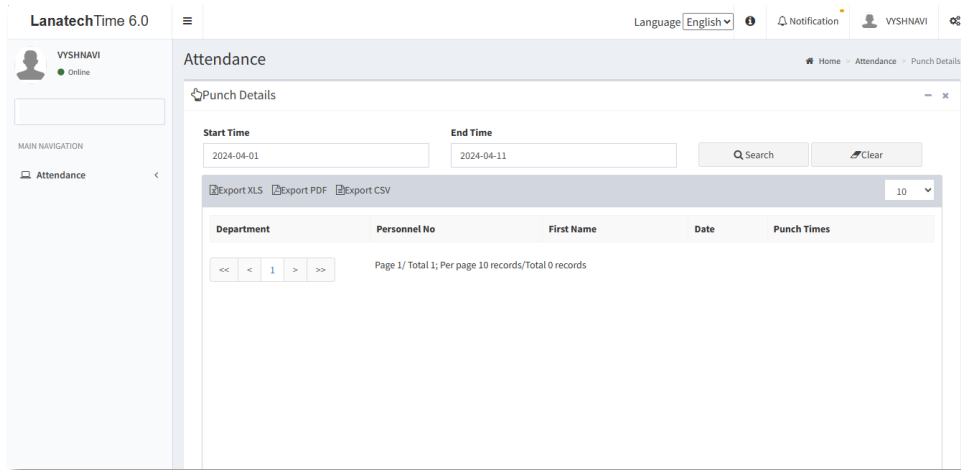 LanatechTime 6.0
Language English Notification VYSHNAVI
VYSHNAVI
Online
MAIN NAVIGATION
Attendance
Attendance
Home > Attendance > Punch Details
Punch Details
Start Time End Time
2024-04-01 2024-04-11 Search Clear
Export XLS Export PDF Export CSV 10
Department Personnel No First Name Date Punch Times
<< < 1 > >> Page 1/ Total 1; Per page 10 records/Total 0 records